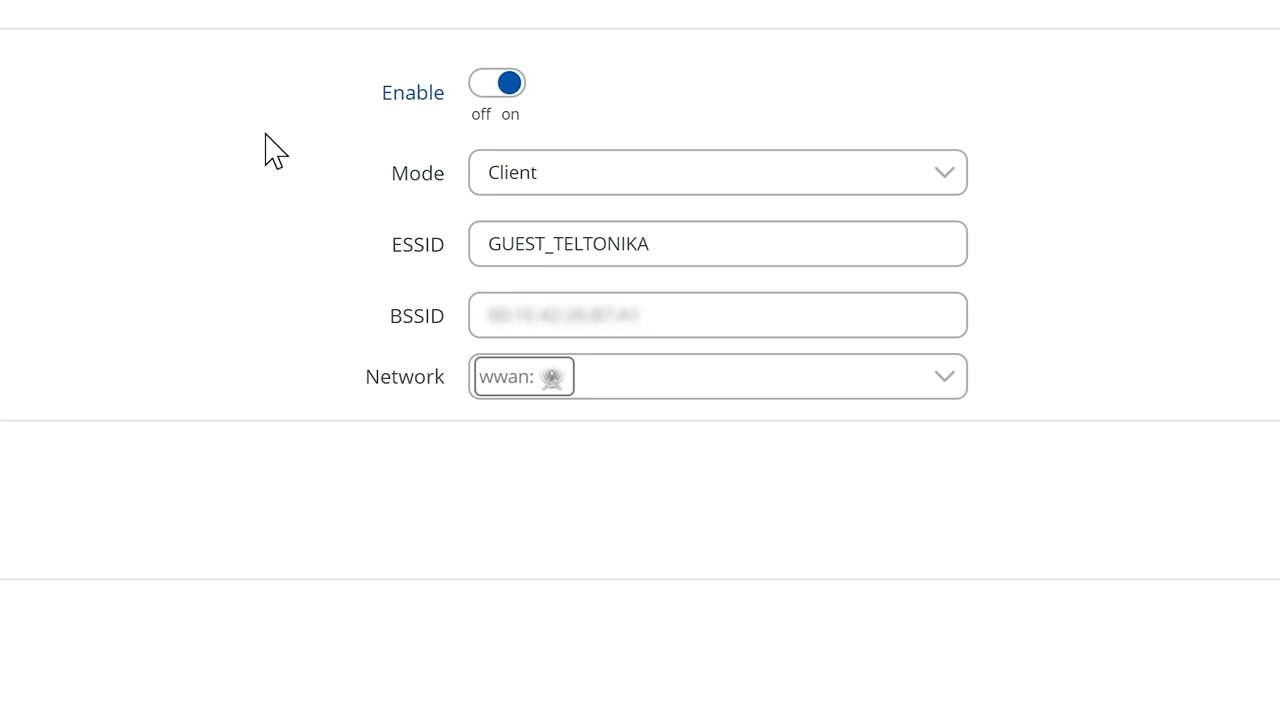 Enable
off on
Mode Client
ESSID GUEST_TELTONIKA
BSSID
Network wwan: